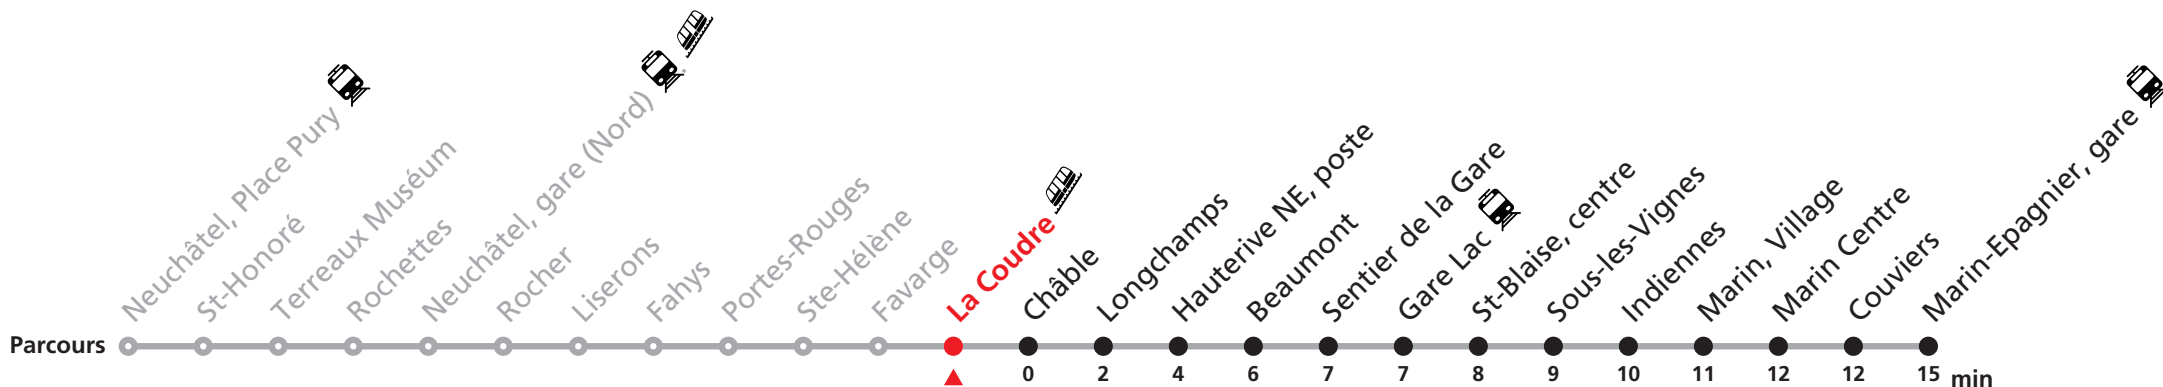 Neuchâtel, Place Pury
St-Honoré
Terreaux Muséum
Rochettes
Neuchâtel, gare (Nord)
Rocher
Liserons
Fahys
Portes-Rouges
Ste-Hélène
Favarge
La Coudre
Châble
Longchamps
Hauterive NE, poste
Beaumont
Sentier de la Gare
Gare Lac
St-Blaise, centre
Sous-les-Vignes
Indiennes
Marin, Village
Marin Centre
Couviers
Marin-Epagnier, gare
Parcours
0 2 4 6 7 7 8 9 10 11 12 12 15 min